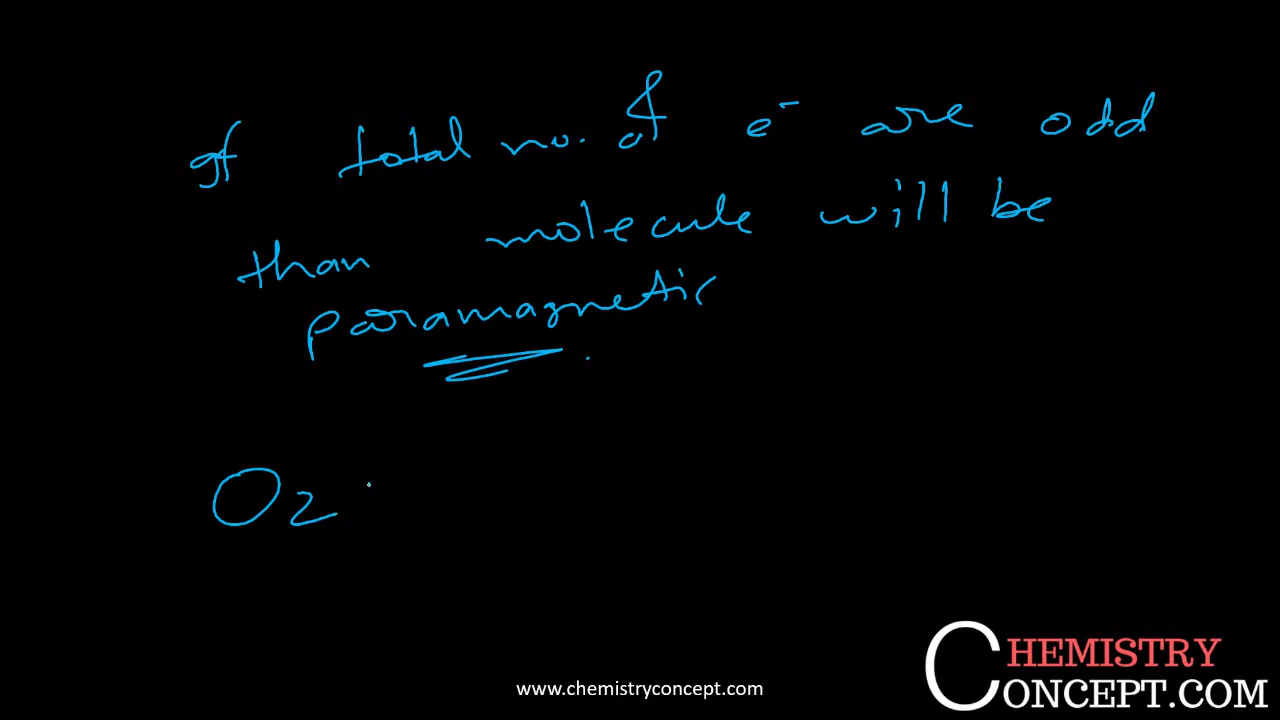 If total no. of e⁻ are odd
than molecule will be
paramagnetic
O2
CHEMISTRY
CONCEPT.COM
www.chemistryconcept.com